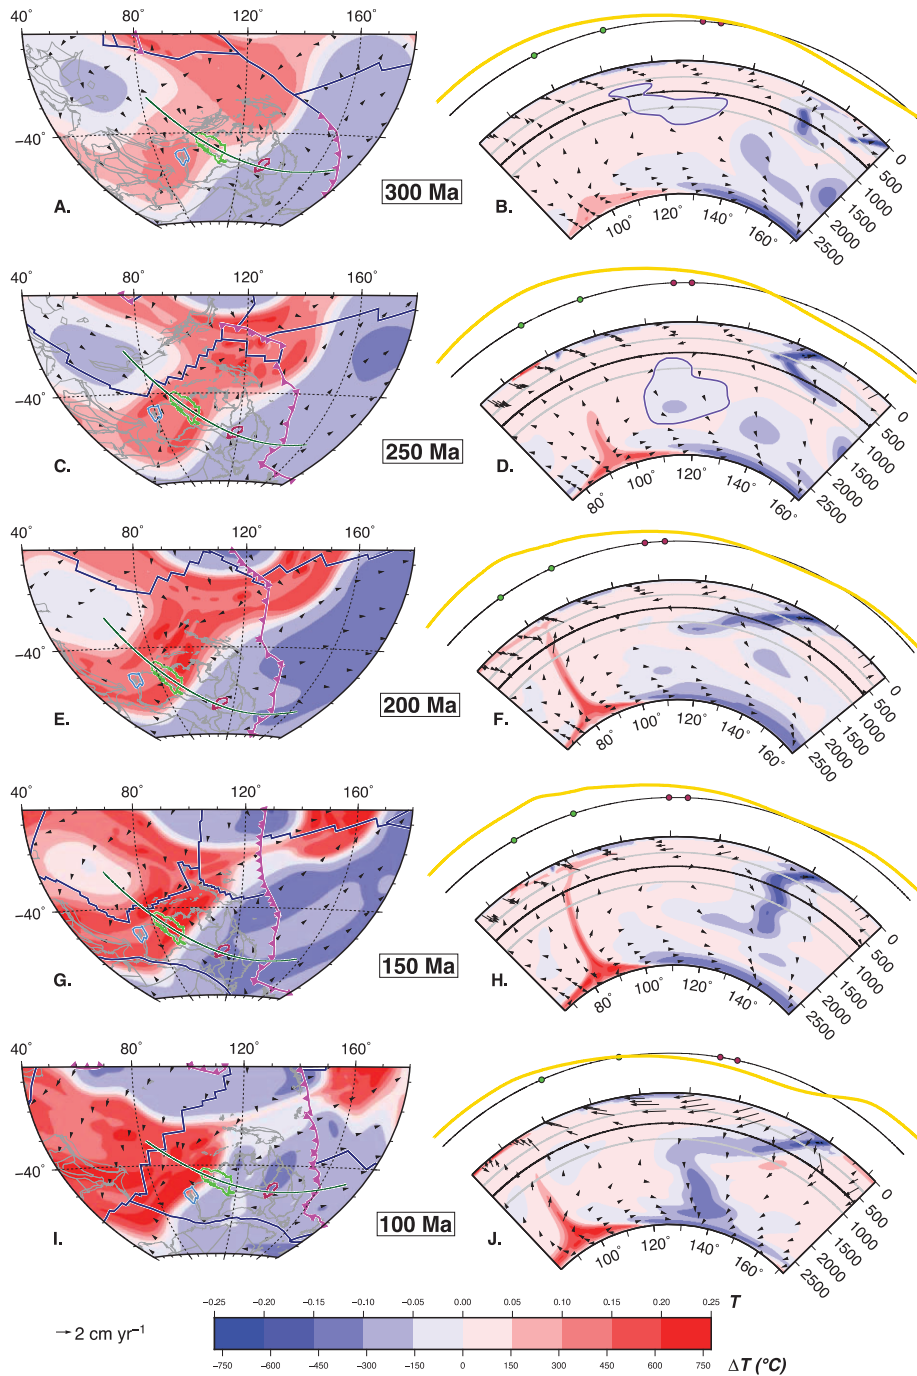 40° 80° 120° 160°
−40°
A.
300 Ma
B.
100° 120° 140° 160°
0
500
1000
1500
2000
2500
40° 80° 120° 160°
−40°
C.
250 Ma
D.
80° 100° 120° 140° 160°
0
500
1000
1500
2000
2500
40° 80° 120° 160°
−40°
E.
200 Ma
F.
80° 100° 120° 140° 160°
0
500
1000
1500
2000
2500
40° 80° 120° 160°
−40°
G.
150 Ma
H.
80° 100° 120° 140°
0
500
1000
1500
2000
2500
40° 80° 120° 160°
−40°
I.
100 Ma
J.
100° 120° 140° 160°
0
500
1000
1500
2000
2500
−0.25 −0.20 −0.15 −0.10 −0.05 0.00 0.05 0.10 0.15 0.20 0.25 T
2 cm yr⁻¹
−750 −600 −450 −300 −150 0 150 300 450 600 750 ΔT (°C)